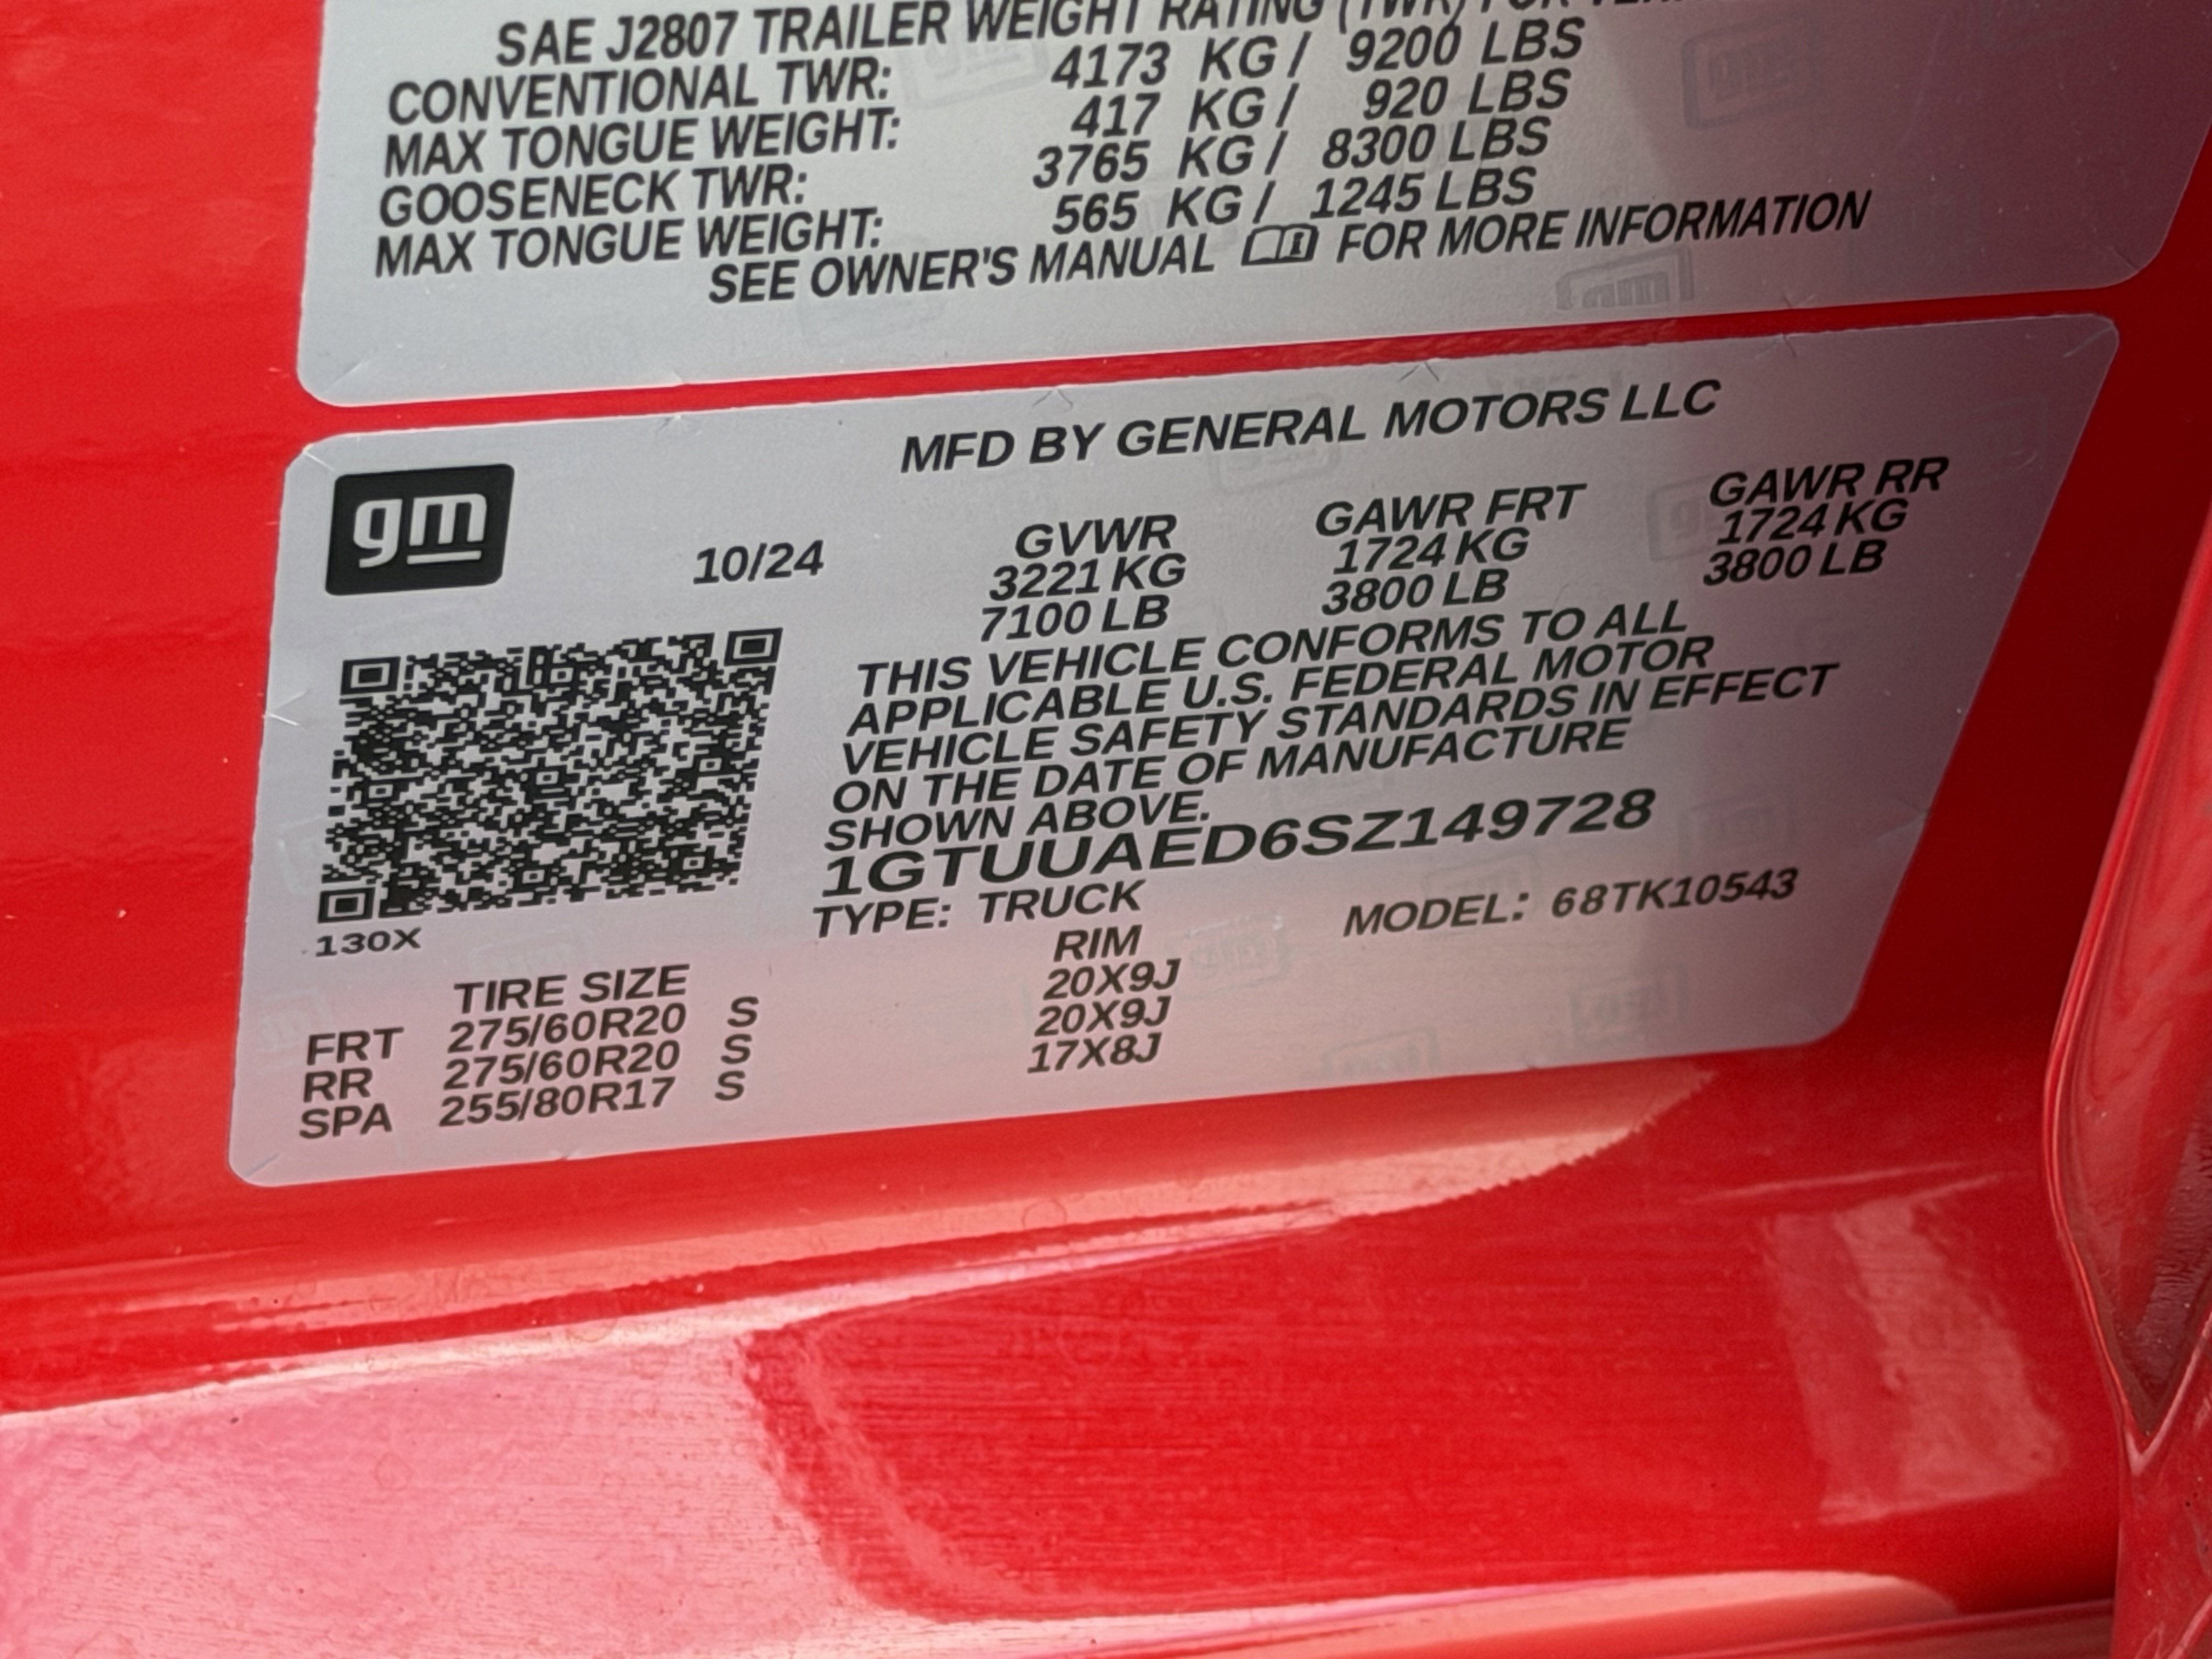 SAE J2807 TRAILER WEIGHT RATING (TWR) FOR
CONVENTIONAL TWR: 4173 KG / 9200 LBS
MAX TONGUE WEIGHT: 417 KG / 920 LBS
GOOSENECK TWR: 3765 KG / 8300 LBS
MAX TONGUE WEIGHT: 565 KG / 1245 LBS
SEE OWNER'S MANUAL FOR MORE INFORMATION
MFD BY GENERAL MOTORS LLC
gm
10/24
GVWR GAWR FRT GAWR RR
3221 KG 1724 KG 1724 KG
7100 LB 3800 LB 3800 LB
THIS VEHICLE CONFORMS TO ALL
APPLICABLE U.S. FEDERAL MOTOR
VEHICLE SAFETY STANDARDS IN EFFECT
ON THE DATE OF MANUFACTURE
SHOWN ABOVE.
1GTUUAED6SZ149728
TYPE: TRUCK MODEL: 68TK10543
130X
TIRE SIZE RIM
FRT 275/60R20 S 20X9J
RR 275/60R20 S 20X9J
SPA 255/80R17 S 17X8J